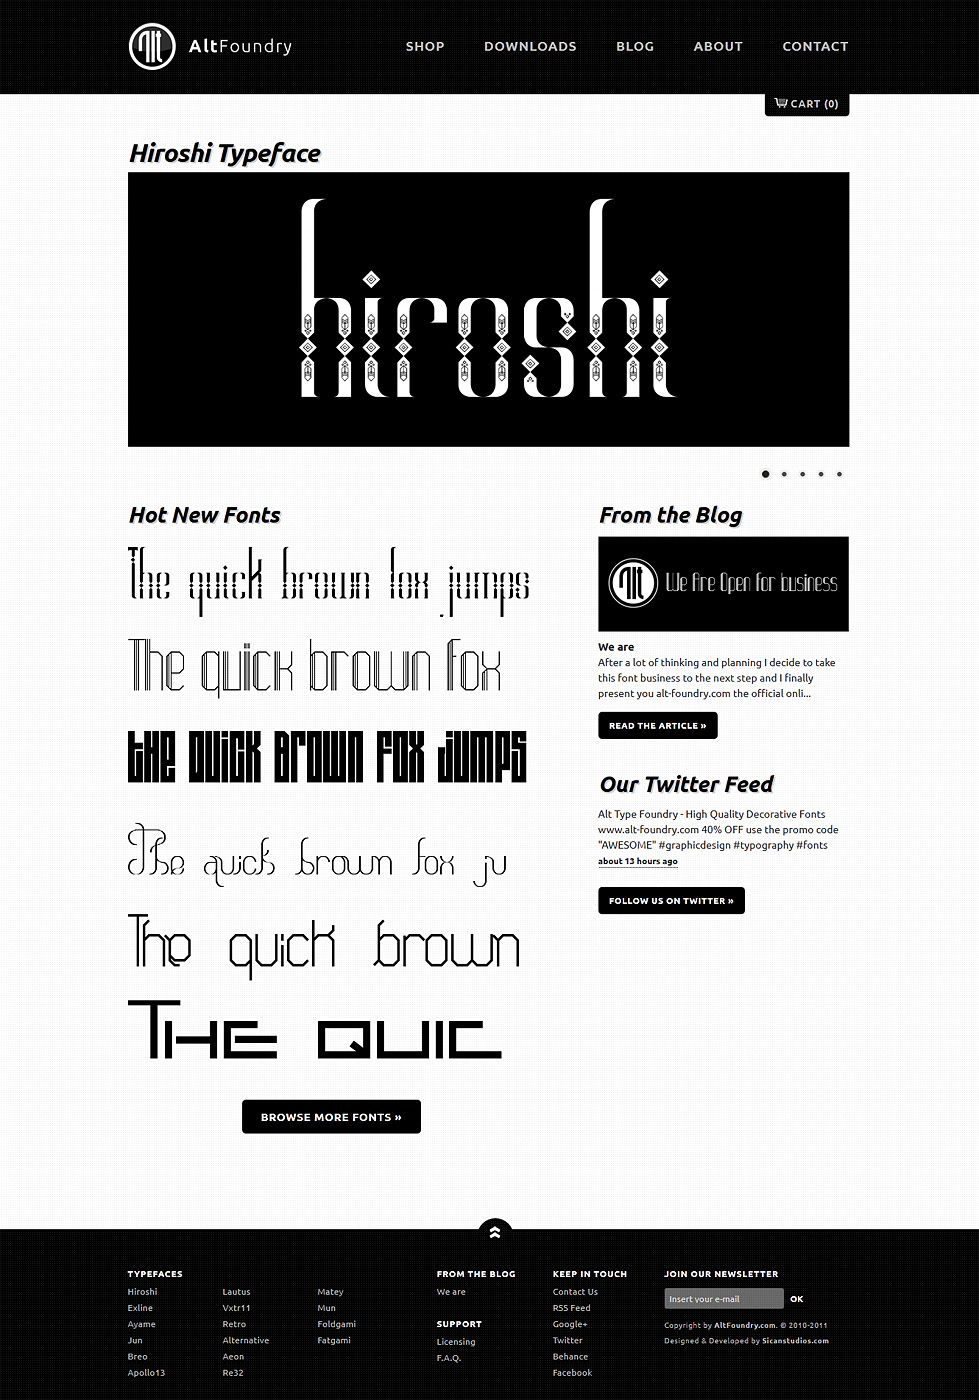 Alt AltFoundry
SHOP DOWNLOADS BLOG ABOUT CONTACT
CART (0)
Hiroshi Typeface
hiroshi
Hot New Fonts
The quick brown fox jumps
The quick brown fox
THE QUICK BROWN FOX JUMPS
The quick brown fox ju
The quick brown
THE QUIC
BROWSE MORE FONTS »
From the Blog
Alt We Are Open for business
We are
After a lot of thinking and planning I decide to take
this font business to the next step and I finally
present you alt-foundry.com the official onli...
READ THE ARTICLE »
Our Twitter Feed
Alt Type Foundry - High Quality Decorative Fonts
www.alt-foundry.com 40% OFF use the promo code
"AWESOME" #graphicdesign #typography #fonts
about 13 hours ago
FOLLOW US ON TWITTER »
TYPEFACES
Hiroshi
Exline
Ayame
Jun
Breo
Apollo13
Lautus
Vxtr11
Retro
Alternative
Aeon
Re32
Matey
Mun
Foldgami
Fatgami
FROM THE BLOG
We are
SUPPORT
Licensing
F.A.Q.
KEEP IN TOUCH
Contact Us
RSS Feed
Google+
Twitter
Behance
Facebook
JOIN OUR NEWSLETTER
Insert your e-mail OK
Copyright by AltFoundry.com. © 2010-2011
Designed & Developed by Sicanstudios.com